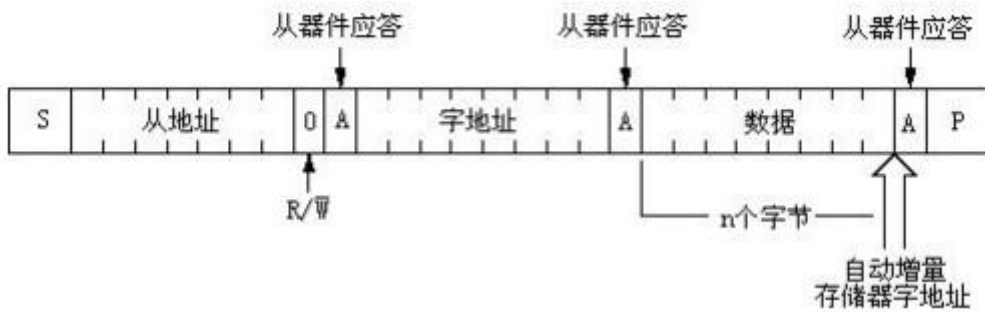 从器件应答 从器件应答 从器件应答
S 从地址 0 A 字地址 A 数据 A P
R/W̅
n个字节
自动增量
存储器字地址